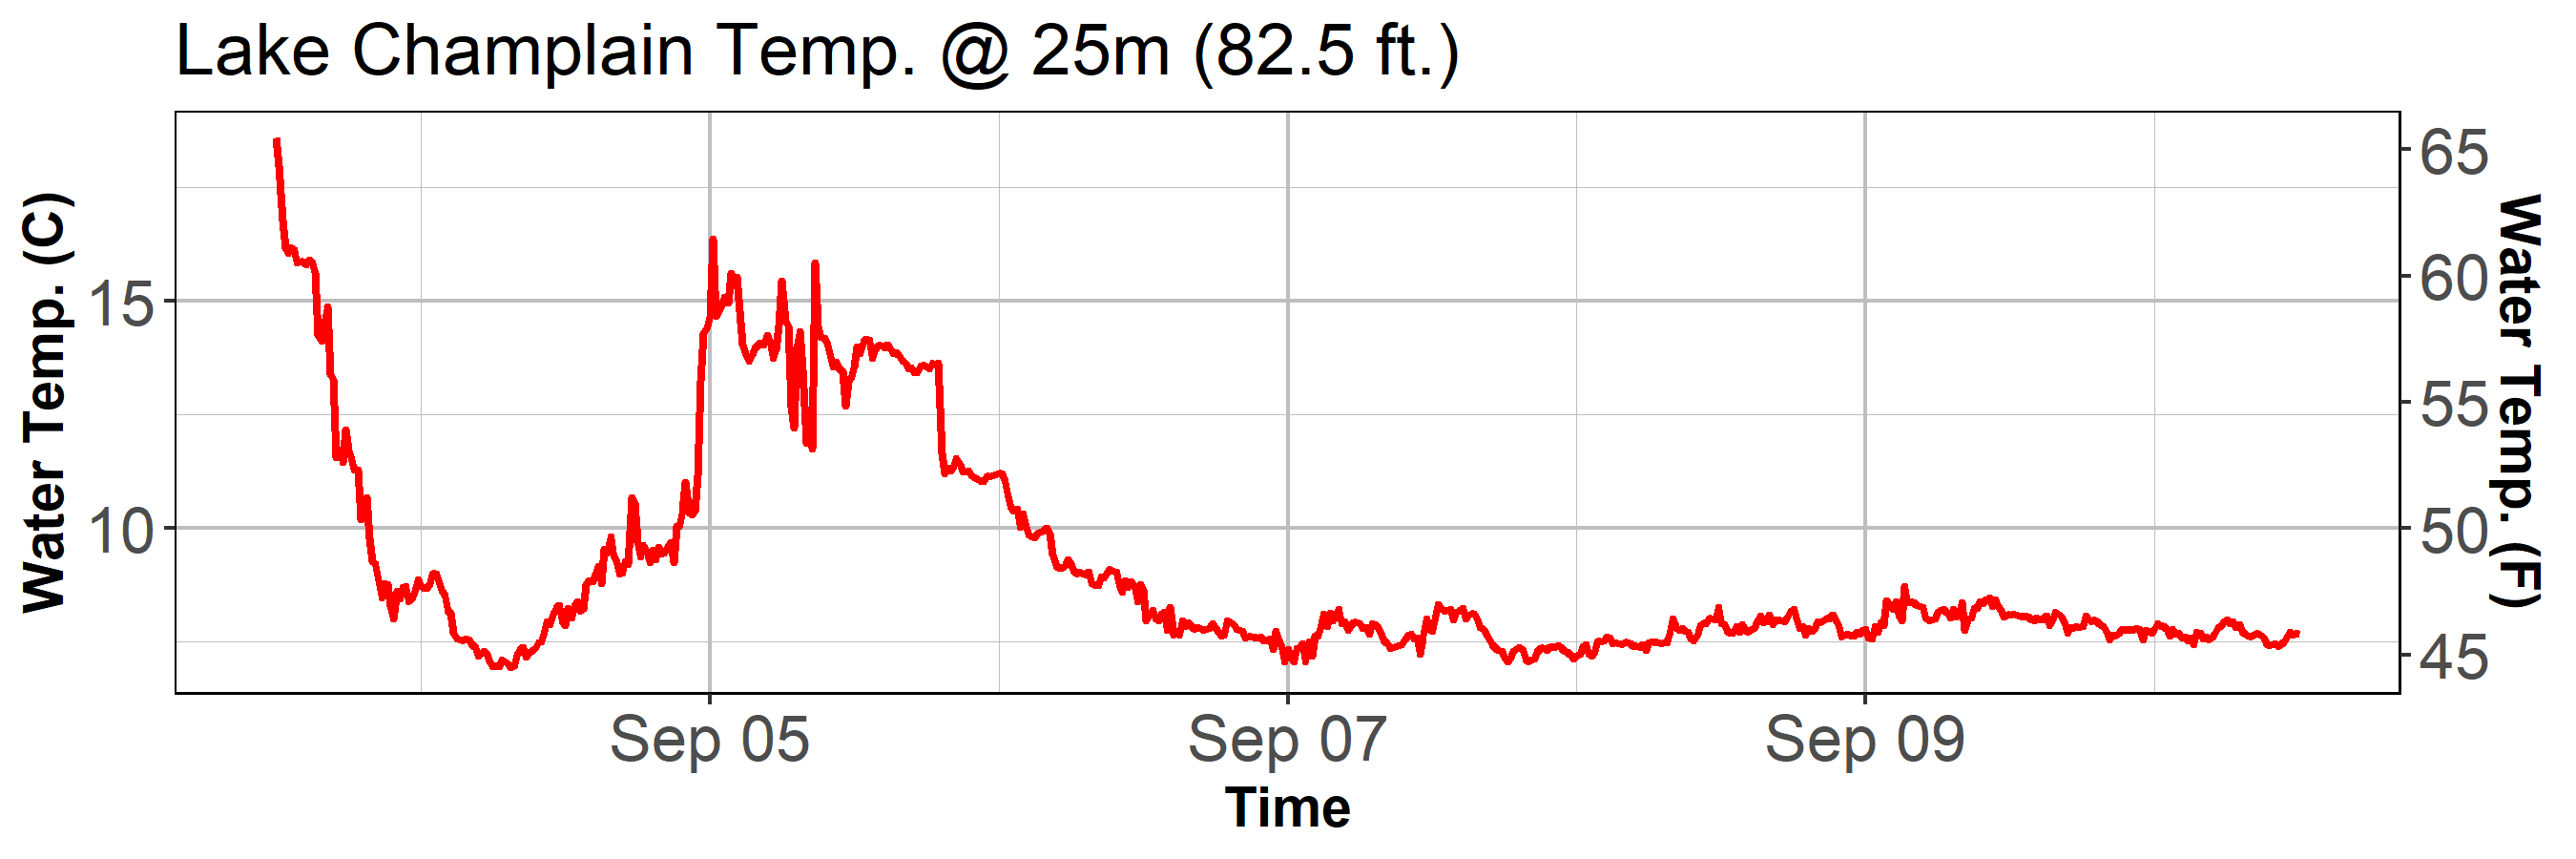 Lake Champlain Temp. @ 25m (82.5 ft.)
Water Temp. (C)
15
10
65
60
55
50
45
Water Temp. (F)
Sep 05 Sep 07 Sep 09
Time